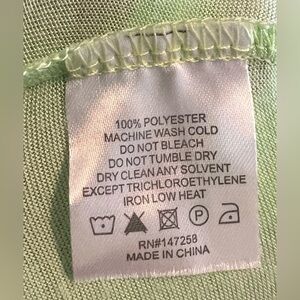 100% POLYESTER
MACHINE WASH COLD
DO NOT BLEACH
DO NOT TUMBLE DRY
DRY CLEAN ANY SOLVENT
EXCEPT TRICHLOROETHYLENE
IRON LOW HEAT
P
RN#147258
MADE IN CHINA